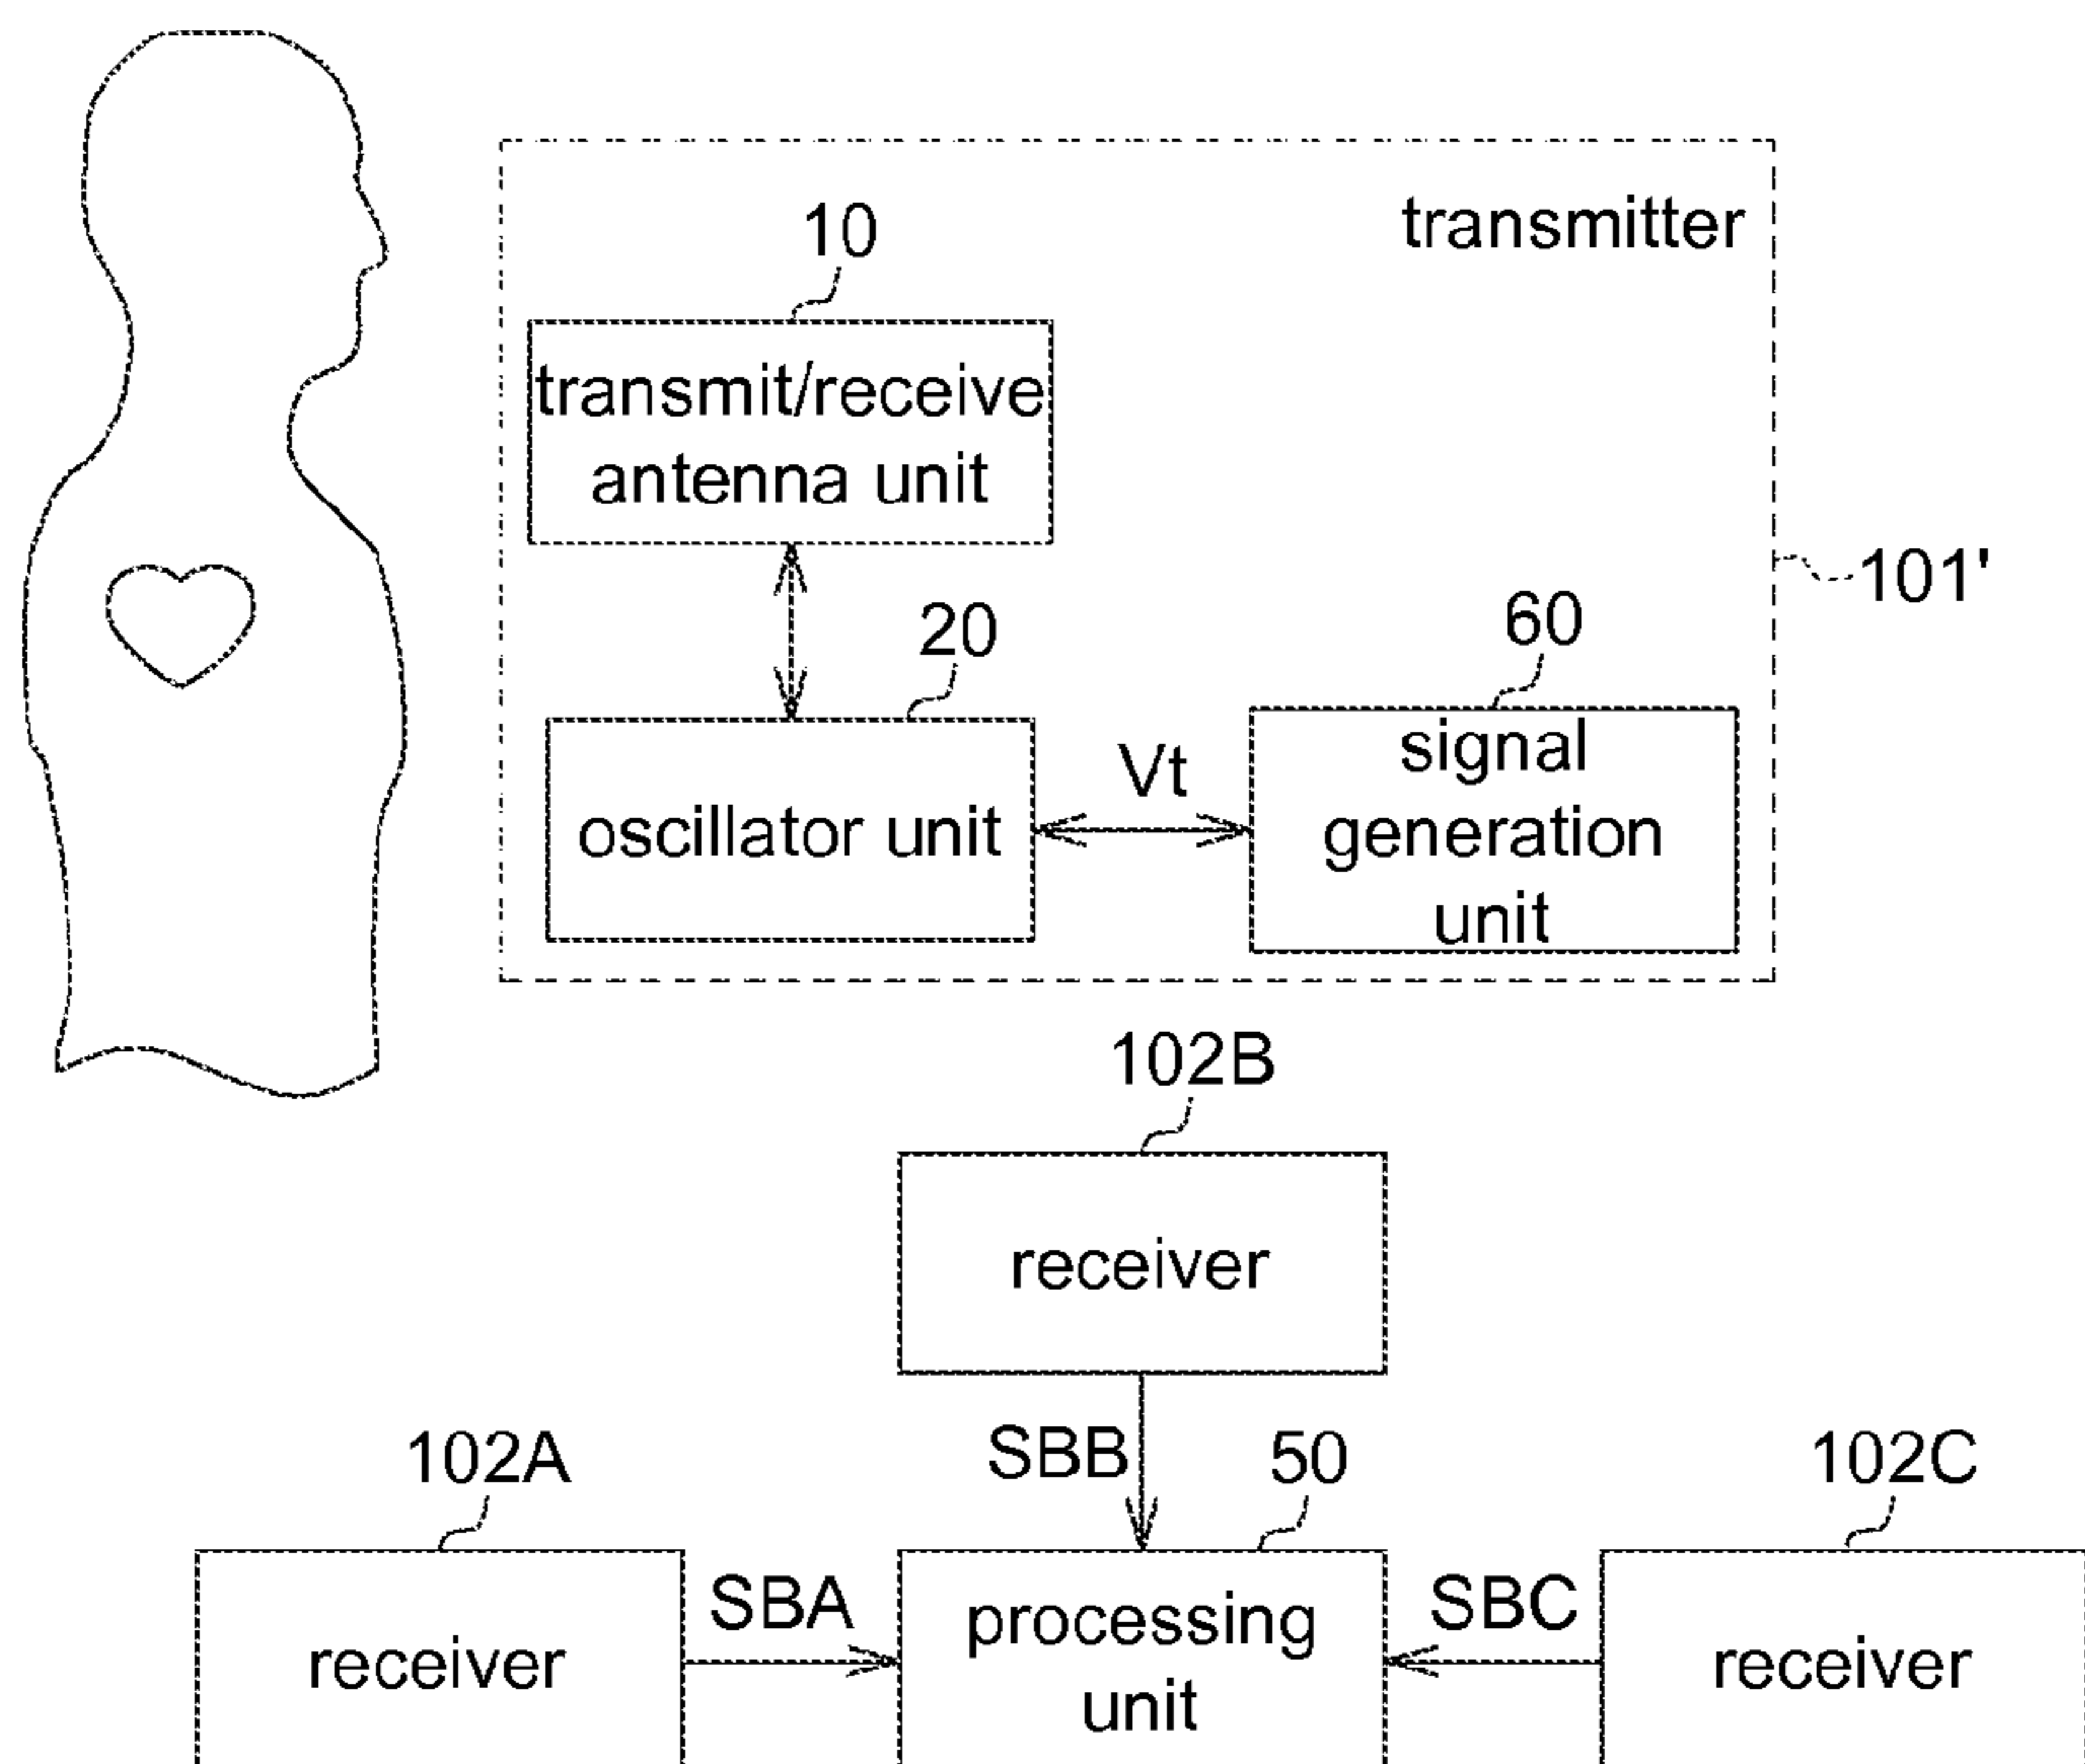 transmitter
10
transmit/receive
antenna unit
101'
20
60
oscillator unit
Vt
signal
generation
unit
102B
receiver
SBB
102A
50
102C
receiver
SBA
processing
unit
SBC
receiver